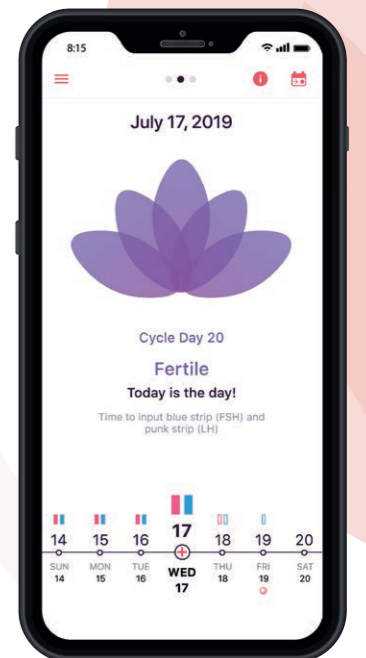 8:15
July 17, 2019
Cycle Day 20
Fertile
Today is the day!
Time to input blue strip (FSH) and
punk strip (LH)
14 15 16 17 18 19 20
SUN MON TUE WED THU FRI SAT
14 15 16 17 18 19 20